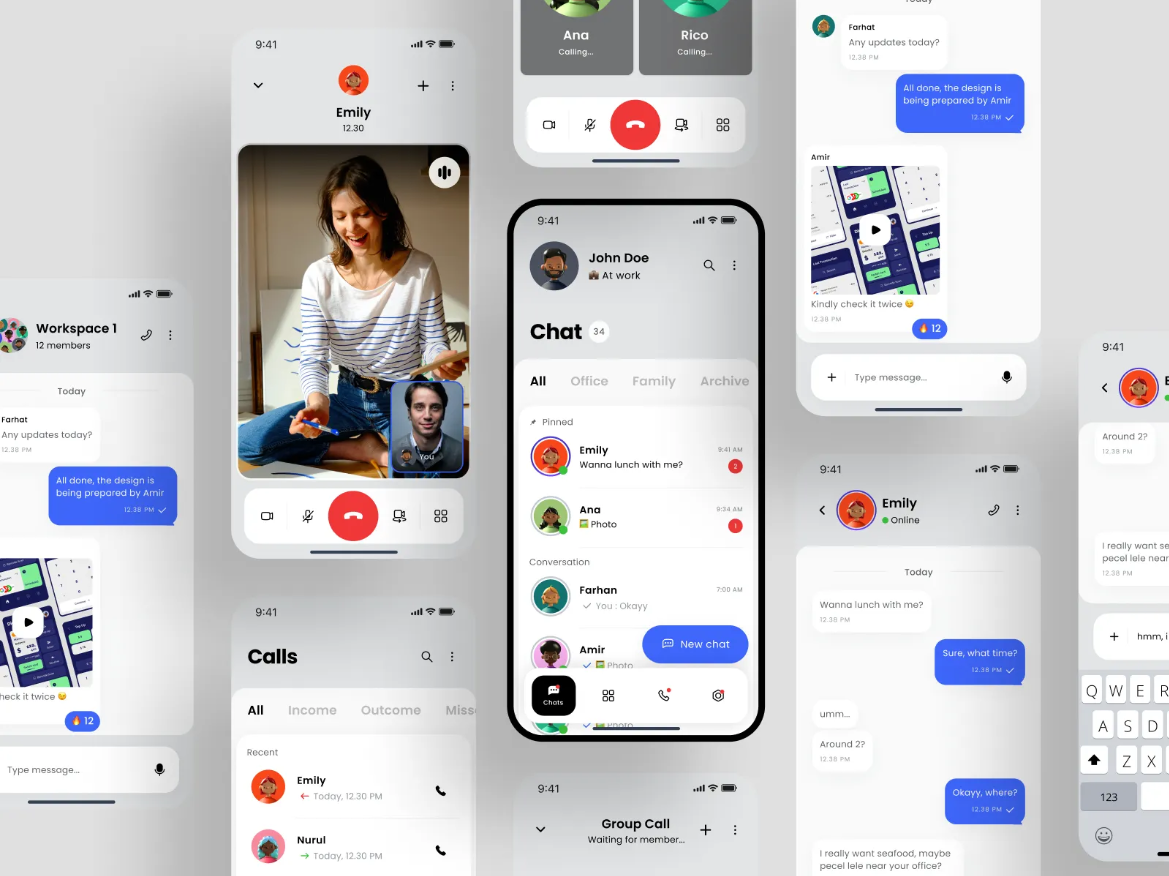 9:41
Workspace 1
12 members
Today
Farhat
Any updates today?
12.38 PM
All done, the design is
being prepared by Amir
12.38 PM
heck it twice 😉
🔥 12
Type message...
9:41
Emily
12.30
You
9:41
Calls
All Income Outcome Miss
Recent
Emily
Today, 12.30 PM
Nurul
Today, 12.30 PM
Ana
Calling...
Rico
Calling...
9:41
John Doe
💼 At work
Chat 34
All Office Family Archive
Pinned
Emily
9:41 AM
Wanna lunch with me?
2
Ana
9:34 AM
Photo
1
Conversation
Farhan
7:00 AM
You : Okayy
Amir
Photo
New chat
Chats
Photo
9:41
Group Call
Waiting for member...
Today
Farhat
Any updates today?
12.38 PM
All done, the design is
being prepared by Amir
12.38 PM
Amir
Kindly check it twice 😉
12.38 PM
🔥 12
Type message...
9:41
Emily
Online
Today
Wanna lunch with me?
12.38 PM
Sure, what time?
12.38 PM
umm...
Around 2?
12.38 PM
Okayy, where?
12.38 PM
I really want seafood, maybe
pecel lele near your office?
9:41
E
Around 2?
12.38 PM
I really want se
pecel lele near
12.38 PM
hmm, i
Q W E R
A S D
Z X
123